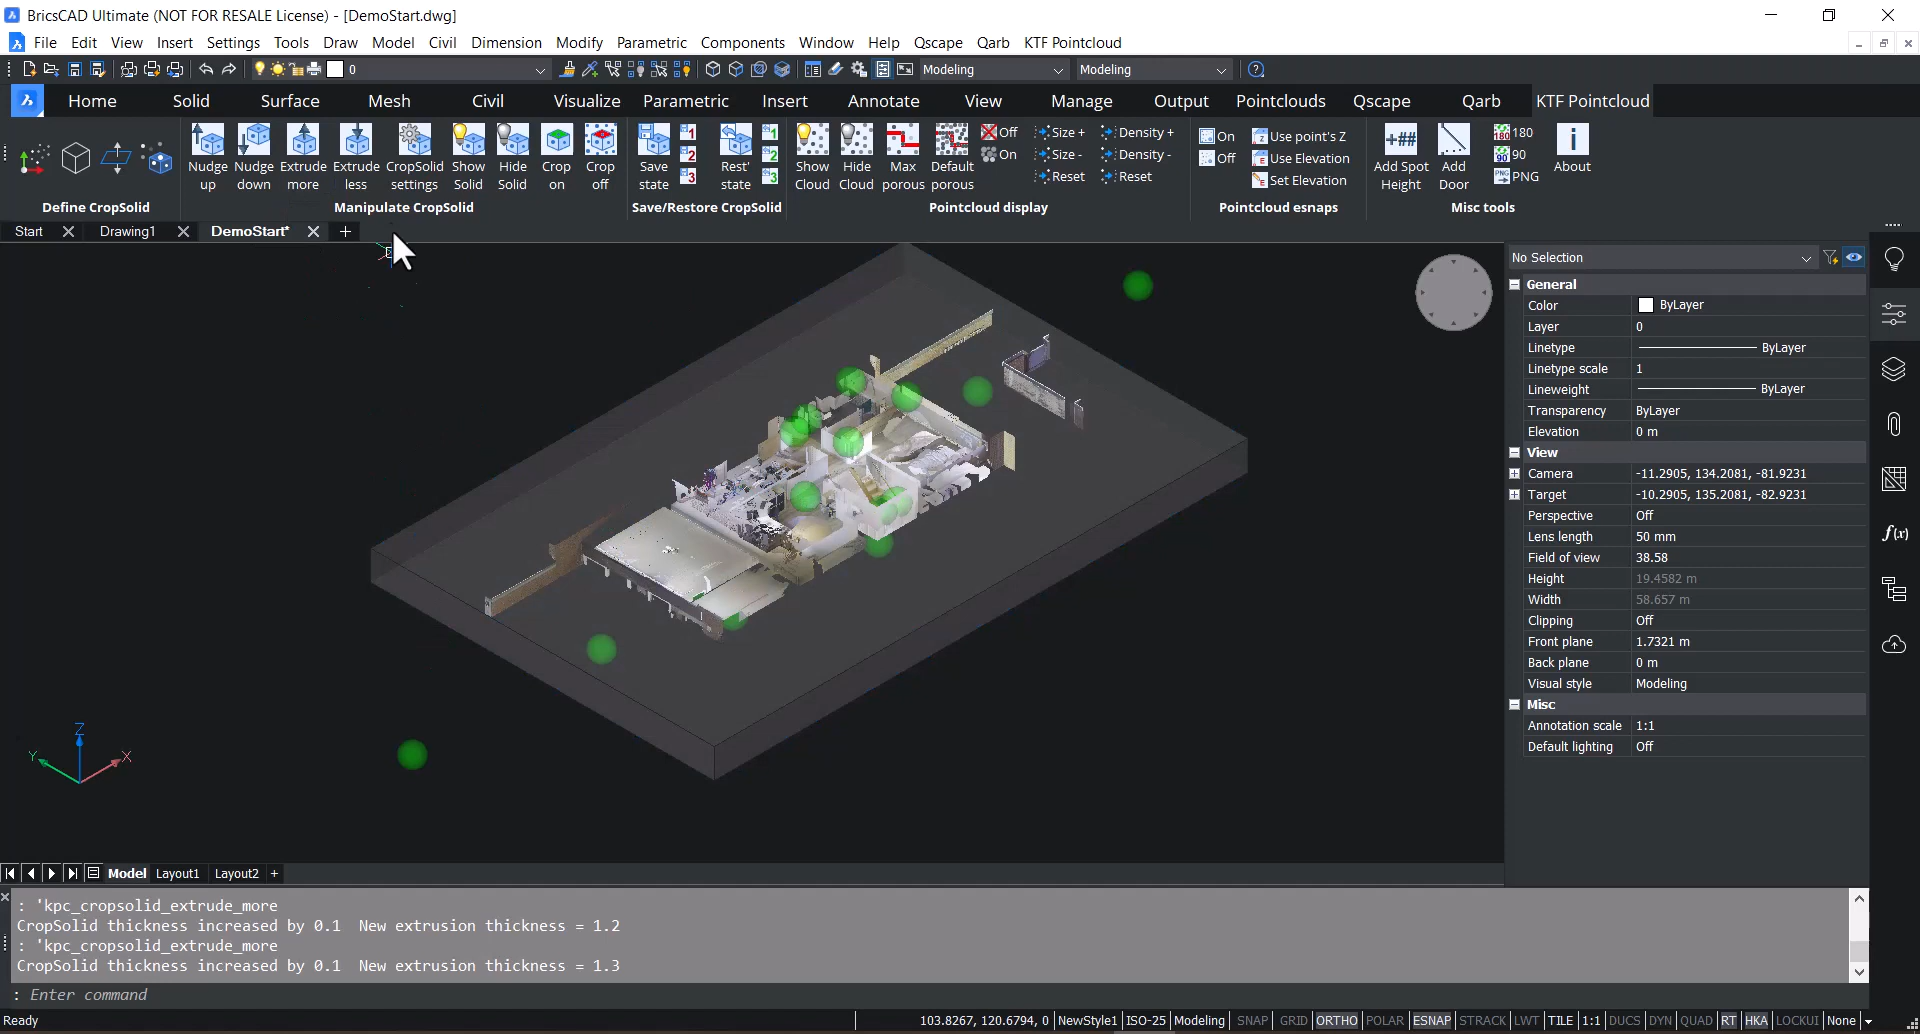 BricsCAD Ultimate (NOT FOR RESALE License) - [DemoStart.dwg]
File Edit View Insert Settings Tools Draw Model Civil Dimension Modify Parametric Components Window Help Qscape Qarb KTF Pointcloud
0 Modeling Modeling
Home Solid Surface Mesh Civil Visualize Parametric Insert Annotate View Manage Output Pointclouds Qscape Qarb KTF Pointcloud
Nudge up
Nudge down
Extrude more
Extrude less
CropSolid settings
Show Solid
Hide Solid
Crop on
Crop off
Save state
1
2
3
Rest' state
1
2
3
Show Cloud
Hide Cloud
Max porous
Default porous
Off
On
Size +
Size -
Reset
Density +
Density -
Reset
On
Off
Use point's Z
Use Elevation
Set Elevation
+##
Add Spot Height
Add Door
180 180
90 90
PNG PNG
i
About
Define CropSolid Manipulate CropSolid Save/Restore CropSolid Pointcloud display Pointcloud esnaps Misc tools
Start Drawing1 DemoStart* +
No Selection
General
Color ByLayer
Layer 0
Linetype ByLayer
Linetype scale 1
Lineweight ByLayer
Transparency ByLayer
Elevation 0 m
View
Camera -11.2905, 134.2081, -81.9231
Target -10.2905, 135.2081, -82.9231
Perspective Off
Lens length 50 mm
Field of view 38.58
Height 19.4582 m
Width 58.657 m
Clipping Off
Front plane 1.7321 m
Back plane 0 m
Visual style Modeling
Misc
Annotation scale 1:1
Default lighting Off
f(x)
Z
Y X
Model Layout1 Layout2 +
: 'kpc_cropsolid_extrude_more
CropSolid thickness increased by 0.1 New extrusion thickness = 1.2
: 'kpc_cropsolid_extrude_more
CropSolid thickness increased by 0.1 New extrusion thickness = 1.3
: Enter command
Ready 103.8267, 120.6794, 0 NewStyle1 ISO-25 Modeling SNAP GRID ORTHO POLAR ESNAP STRACK LWT TILE 1:1 DUCS DYN QUAD RT HKA LOCKUI None